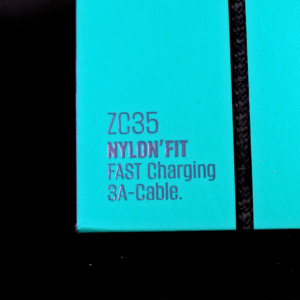 ZC35
NYLON'FIT
FAST Charging
3A-Cable.